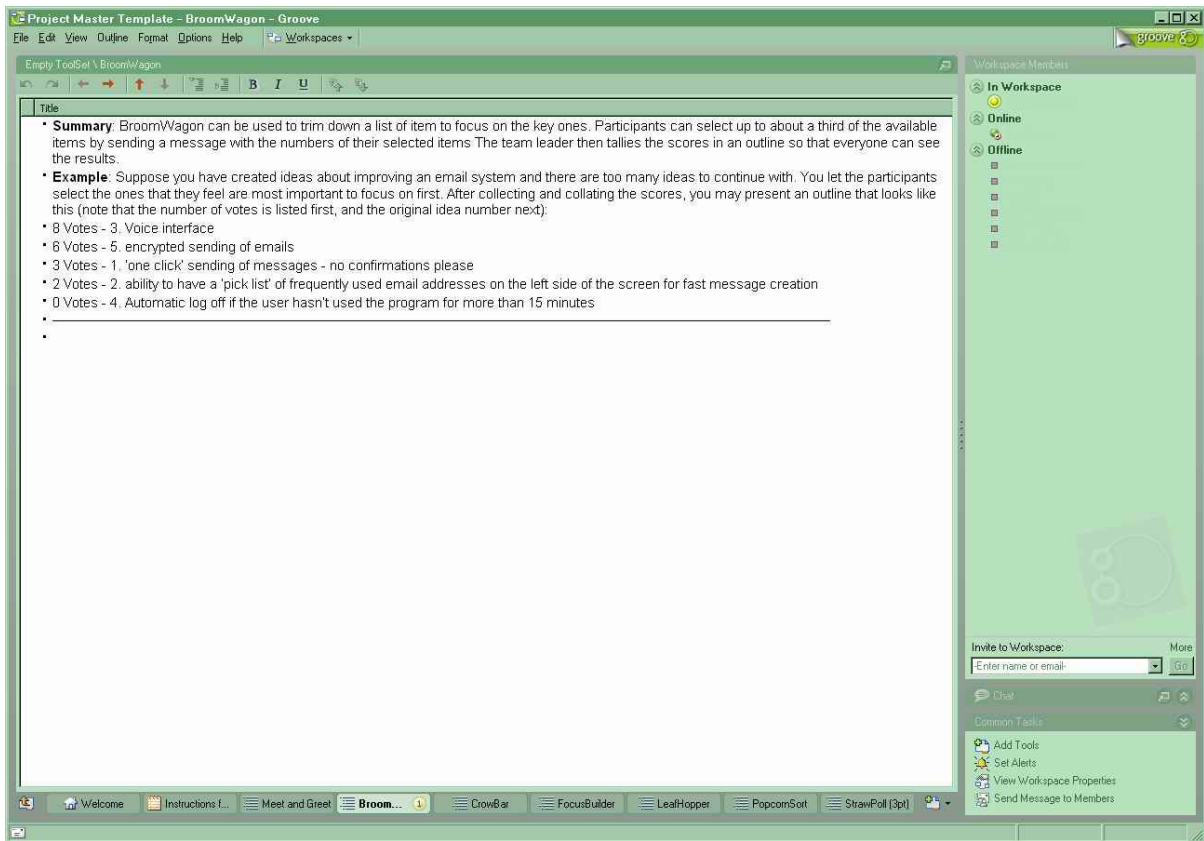 Project Master Template - BroomWagon - Groove
File Edit View Outline Format Options Help Workspaces
groove
Empty ToolSet \ BroomWagon
B I U
Title
Summary: BroomWagon can be used to trim down a list of item to focus on the key ones. Participants can select up to about a third of the available
items by sending a message with the numbers of their selected items The team leader then tallies the scores in an outline so that everyone can see
the results.
Example: Suppose you have created ideas about improving an email system and there are too many ideas to continue with. You let the participants
select the ones that they feel are most important to focus on first. After collecting and collating the scores, you may present an outline that looks like
this (note that the number of votes is listed first, and the original idea number next):
8 Votes - 3. Voice interface
6 Votes - 5. encrypted sending of emails
3 Votes - 1. 'one click' sending of messages - no confirmations please
2 Votes - 2. ability to have a 'pick list' of frequently used email addresses on the left side of the screen for fast message creation
0 Votes - 4. Automatic log off if the user hasn't used the program for more than 15 minutes
Workspace Members
In Workspace
Online
Offline
Invite to Workspace: More
-Enter name or email- Go
Chat
Common Tasks
Add Tools
Set Alerts
View Workspace Properties
Send Message to Members
Welcome Instructions f... Meet and Greet Broom... 1 CrowBar FocusBuilder LeafHopper PopcornSort StrawPoll (3pt)